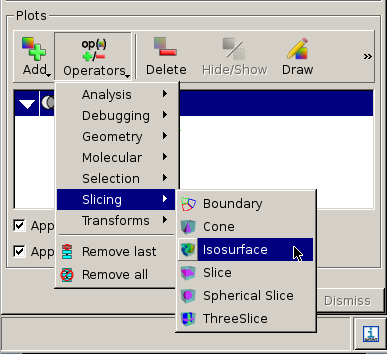 Plots
Add Operators Delete Hide/Show Draw »
op(=)
+/-
Analysis
Debugging
Geometry
Molecular
Selection
Slicing
Transforms
Remove last
Remove all
Boundary
Cone
Isosurface
Slice
Spherical Slice
ThreeSlice
App
App
Dismiss